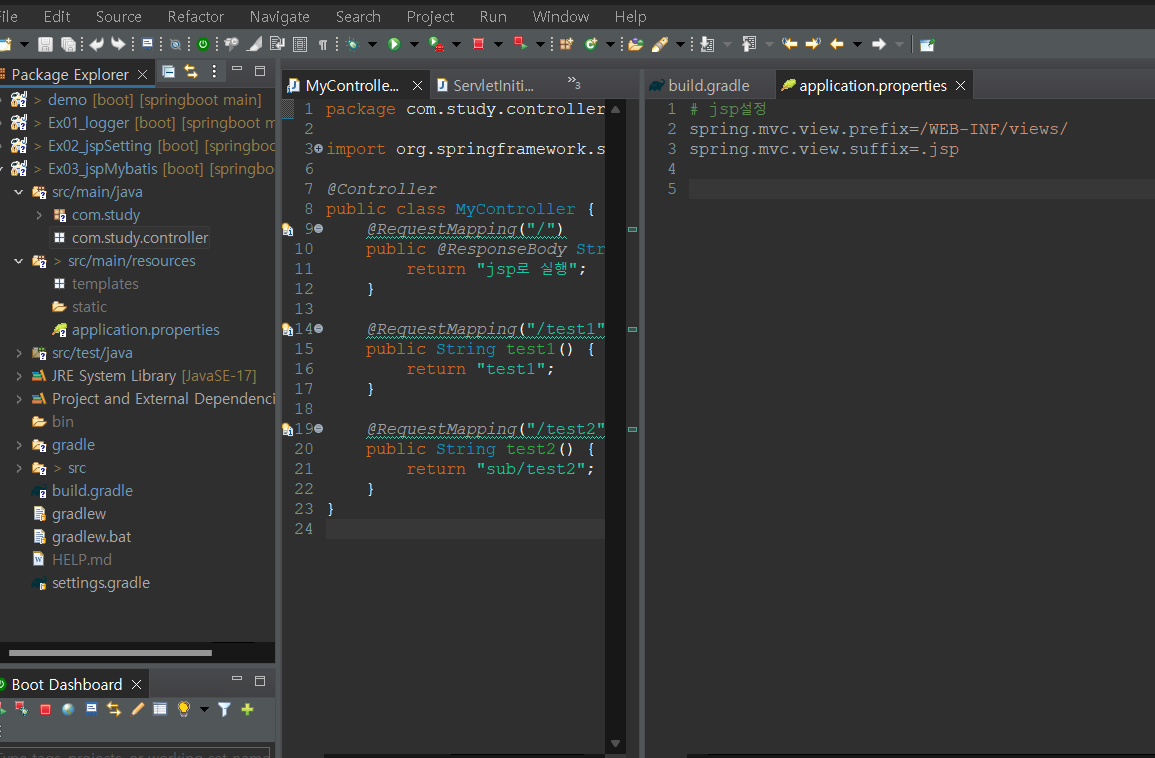 File Edit Source Refactor Navigate Search Project Run Window Help
Package Explorer
demo [boot] [springboot main]
Ex01_logger [boot] [springboot m
Ex02_jspSetting [boot] [springboo
Ex03_jspMybatis [boot] [springbo
src/main/java
com.study
com.study.controller
> src/main/resources
templates
static
application.properties
src/test/java
JRE System Library [JavaSE-17]
Project and External Dependenci
bin
gradle
> src
build.gradle
gradlew
gradlew.bat
HELP.md
settings.gradle
Boot Dashboard
MyControlle... ServletIniti... »3
1 package com.study.controller
2
3 import org.springframework.s
6
7 @Controller
8 public class MyController {
9 @RequestMapping("/")
10 public @ResponseBody Str
11 return "jsp로 실행";
12 }
13
14 @RequestMapping("/test1"
15 public String test1() {
16 return "test1";
17 }
18
19 @RequestMapping("/test2"
20 public String test2() {
21 return "sub/test2";
22 }
23 }
24
build.gradle application.properties
1 # jsp설정
2 spring.mvc.view.prefix=/WEB-INF/views/
3 spring.mvc.view.suffix=.jsp
4
5